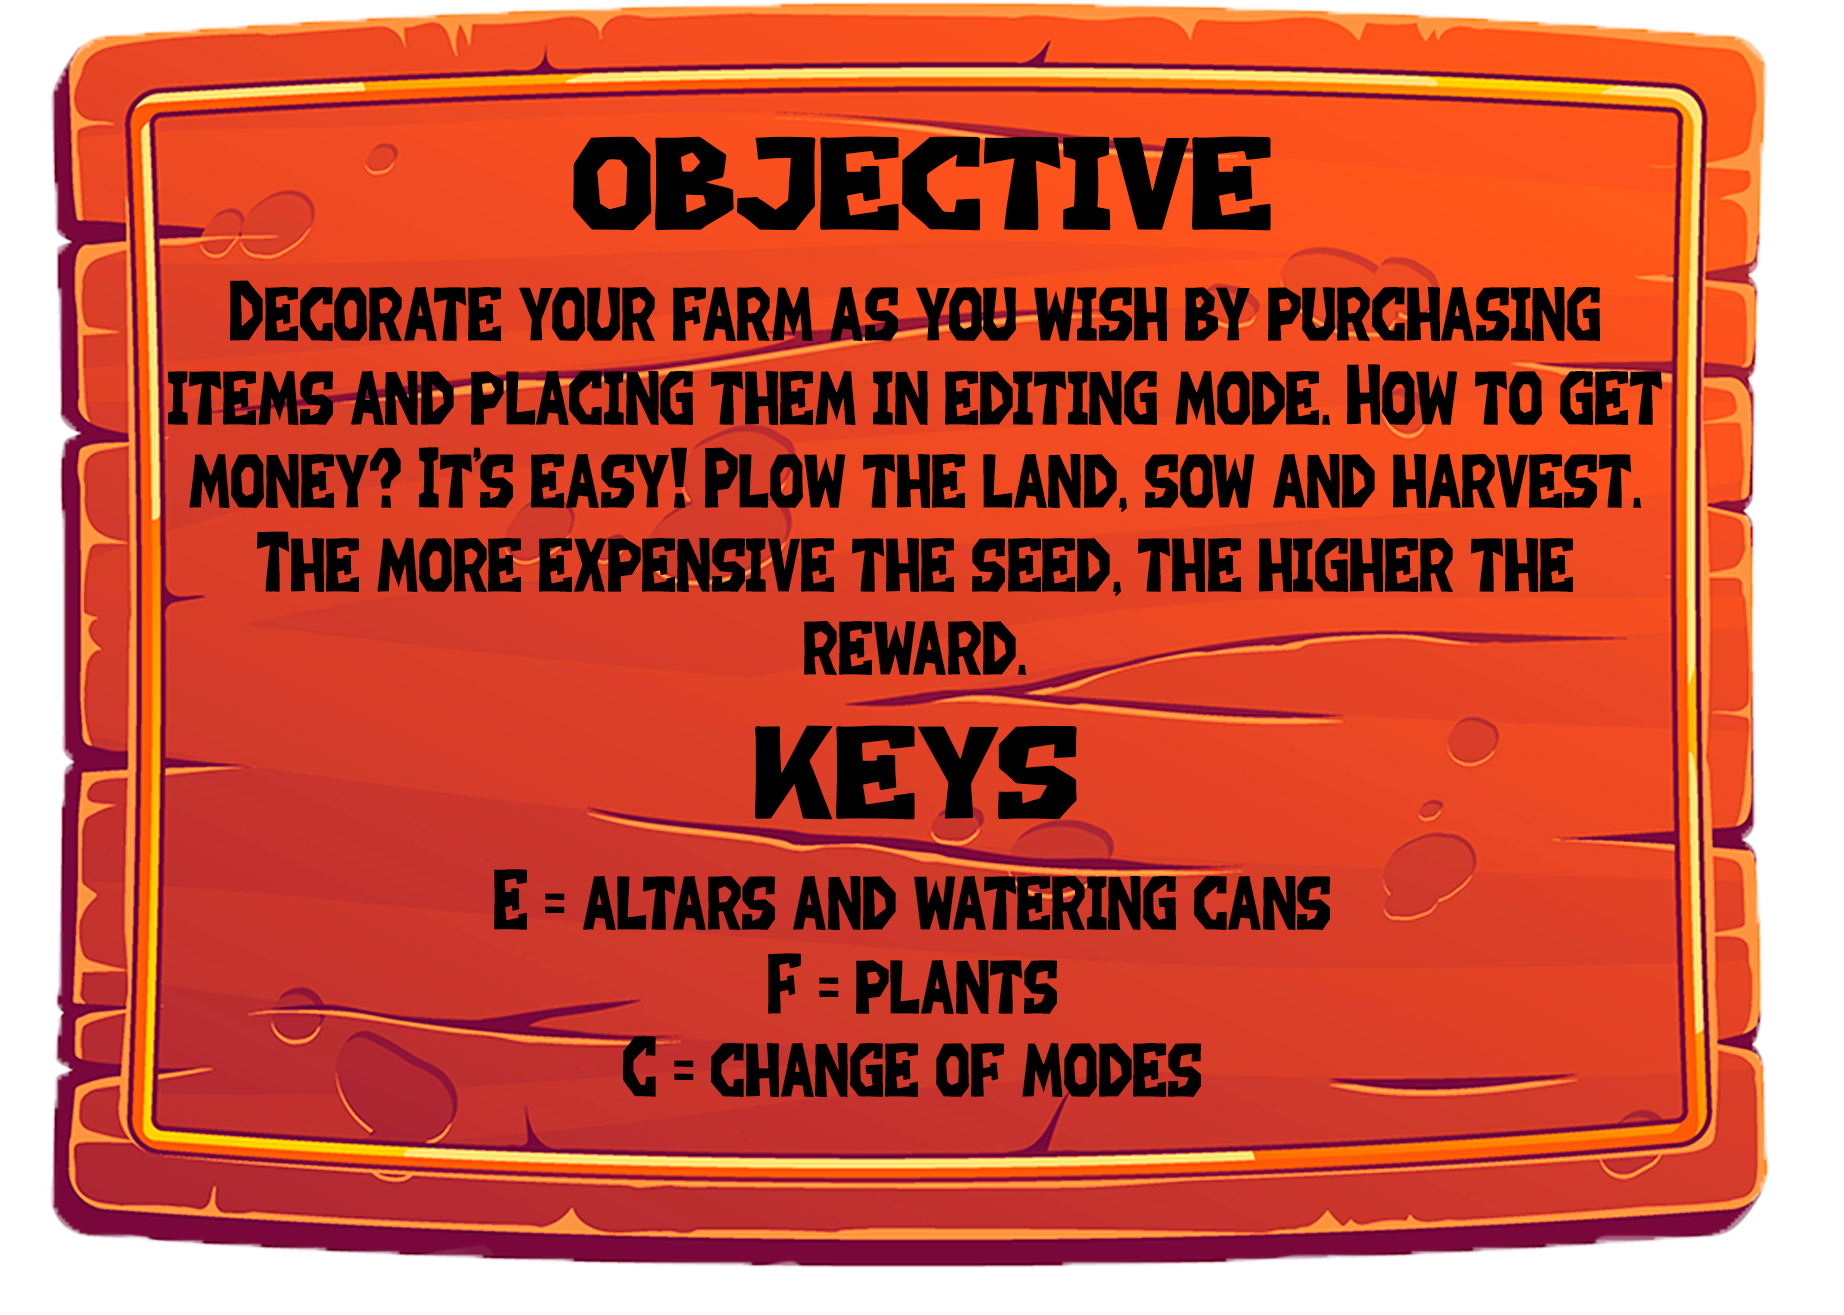 OBJECTIVE
Decorate your farm as you wish by purchasing
items and placing them in editing mode. How to get
money? It's easy! Plow the land, sow and harvest.
The more expensive the seed, the higher the
reward.
KEYS
E = altars and watering cans
F = plants
C = change of modes